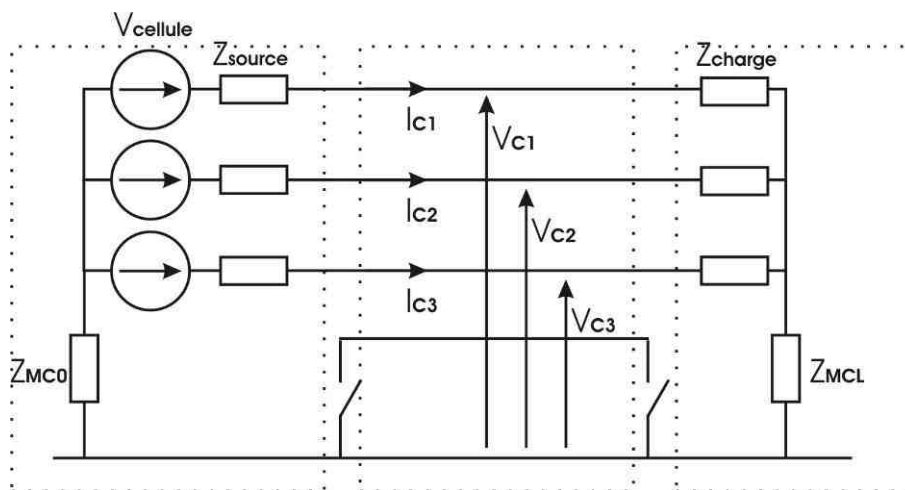 Vcellule
Zsource
Zcharge
IC1
VC1
IC2
VC2
IC3
VC3
ZMC0
ZMCL